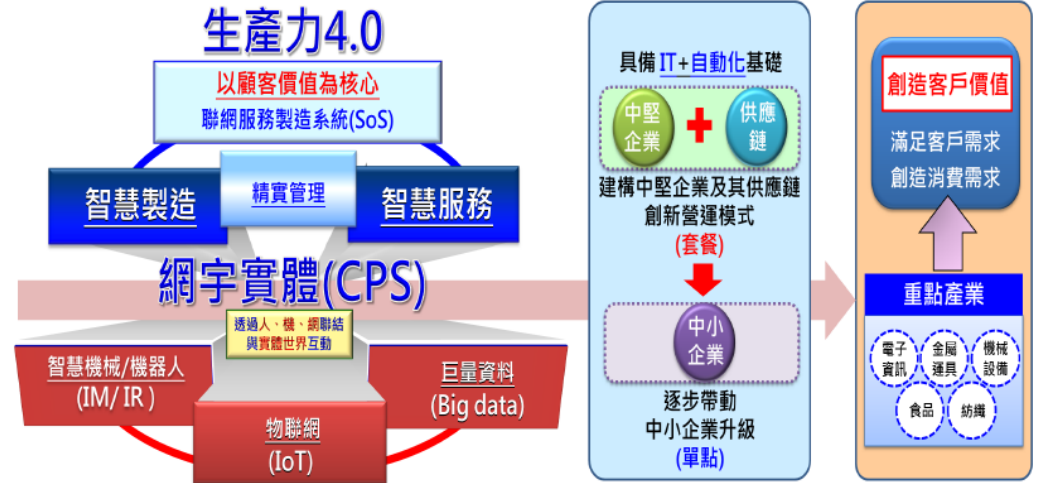 生產力4.0
以顧客價值為核心
聯網服務製造系統(SoS)
智慧製造
精實管理
智慧服務
網宇實體(CPS)
透過人、機、網聯結
與實體世界互動
智慧機械/機器人
(IM/ IR )
物聯網
(IoT)
巨量資料
(Big data)
具備 IT+自動化基礎
中堅
企業
供應
鏈
建構中堅企業及其供應鏈
創新營運模式
(套餐)
中小
企業
逐步帶動
中小企業升級
(單點)
創造客戶價值
滿足客戶需求
創造消費需求
重點產業
電子
資訊
金屬
運具
機械
設備
食品
紡織